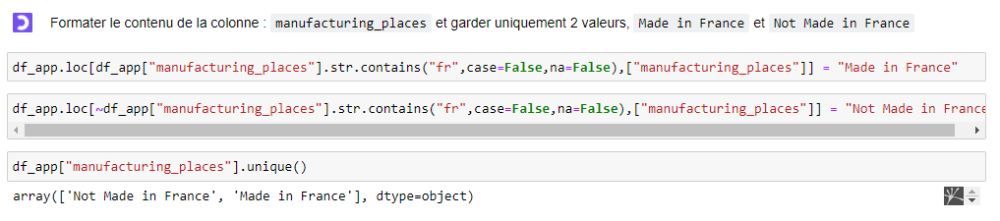 Formater le contenu de la colonne : manufacturing_places et garder uniquement 2 valeurs, Made in France et Not Made in France
df_app.loc[df_app["manufacturing_places"].str.contains("fr",case=False,na=False),["manufacturing_places"]] = "Made in France"
df_app.loc[~df_app["manufacturing_places"].str.contains("fr",case=False,na=False),["manufacturing_places"]] = "Not Made in France
df_app["manufacturing_places"].unique()
array(['Not Made in France', 'Made in France'], dtype=object)